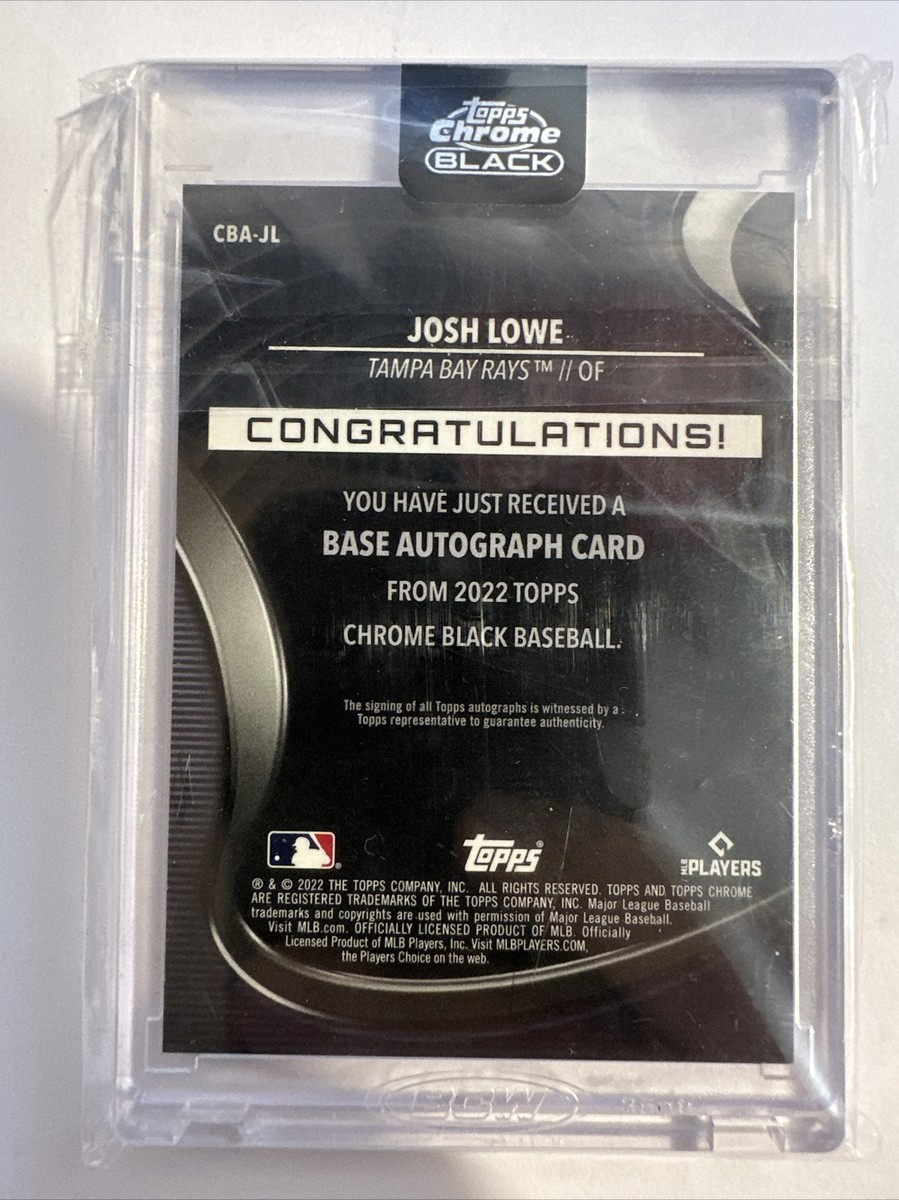 topps
Chrome
BLACK
CBA-JL
JOSH LOWE
TAMPA BAY RAYS™ // OF
CONGRATULATIONS!
YOU HAVE JUST RECEIVED A
BASE AUTOGRAPH CARD
FROM 2022 TOPPS
CHROME BLACK BASEBALL.
The signing of all Topps autographs is witnessed by a
Topps representative to guarantee authenticity.
® topps® MLB PLAYERS
® & © 2022 THE TOPPS COMPANY, INC. ALL RIGHTS RESERVED. TOPPS AND TOPPS CHROME
ARE REGISTERED TRADEMARKS OF THE TOPPS COMPANY, INC. Major League Baseball
trademarks and copyrights are used with permission of Major League Baseball.
Visit MLB.com. OFFICIALLY LICENSED PRODUCT OF MLB. Officially
Licensed Product of MLB Players, Inc. Visit MLBPLAYERS.COM,
the Players Choice on the web.
BCW